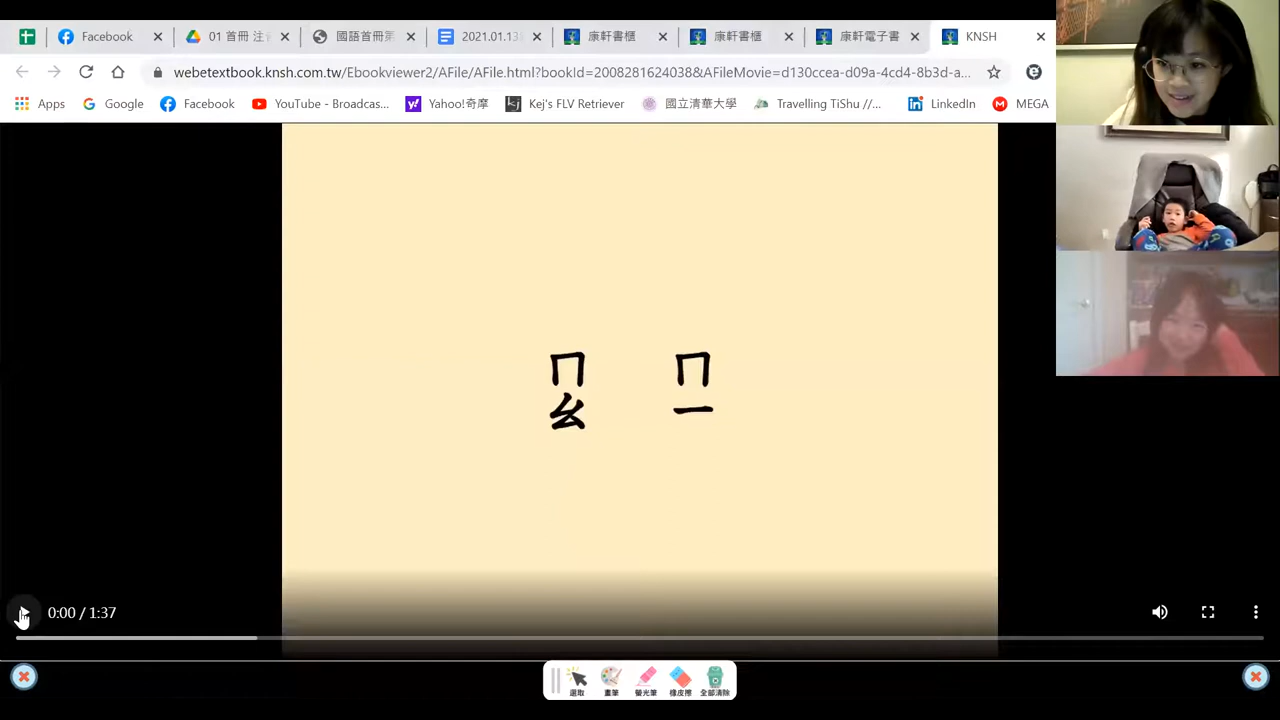 Facebook
01 首冊 注
國語首冊第
2021.01.13
康軒書櫃
康軒書櫃
康軒電子書
KNSH
webetextbook.knsh.com.tw/Ebookviewer2/AFile/AFile.html?bookId=2008281624038&AFileMovie=d130ccea-d09a-4cd4-8b3d-a...
Apps
Google
Facebook
YouTube - Broadcas...
Yahoo!奇摩
Kej's FLV Retriever
國立清華大學
Travelling TiShu //...
LinkedIn
MEGA
ㄇㄠ
ㄇㄧ
0:00 / 1:37
選取
畫筆
螢光筆
橡皮擦
全部清除